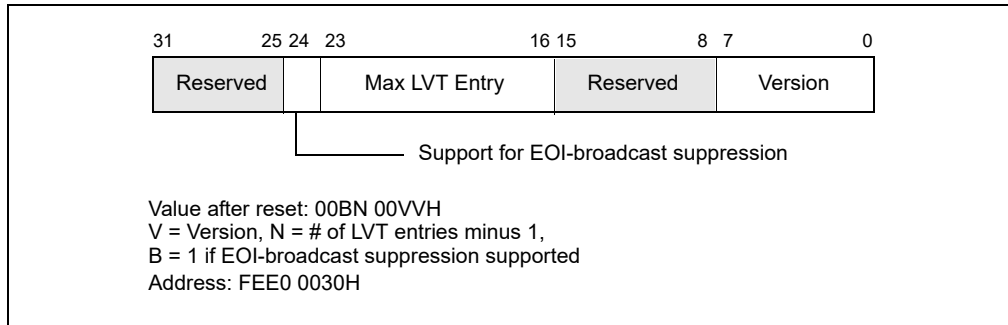 31 25 24 23 16 15 8 7 0
Reserved Max LVT Entry Reserved Version
Support for EOI-broadcast suppression
Value after reset: 00BN 00VVH
V = Version, N = # of LVT entries minus 1,
B = 1 if EOI-broadcast suppression supported
Address: FEE0 0030H